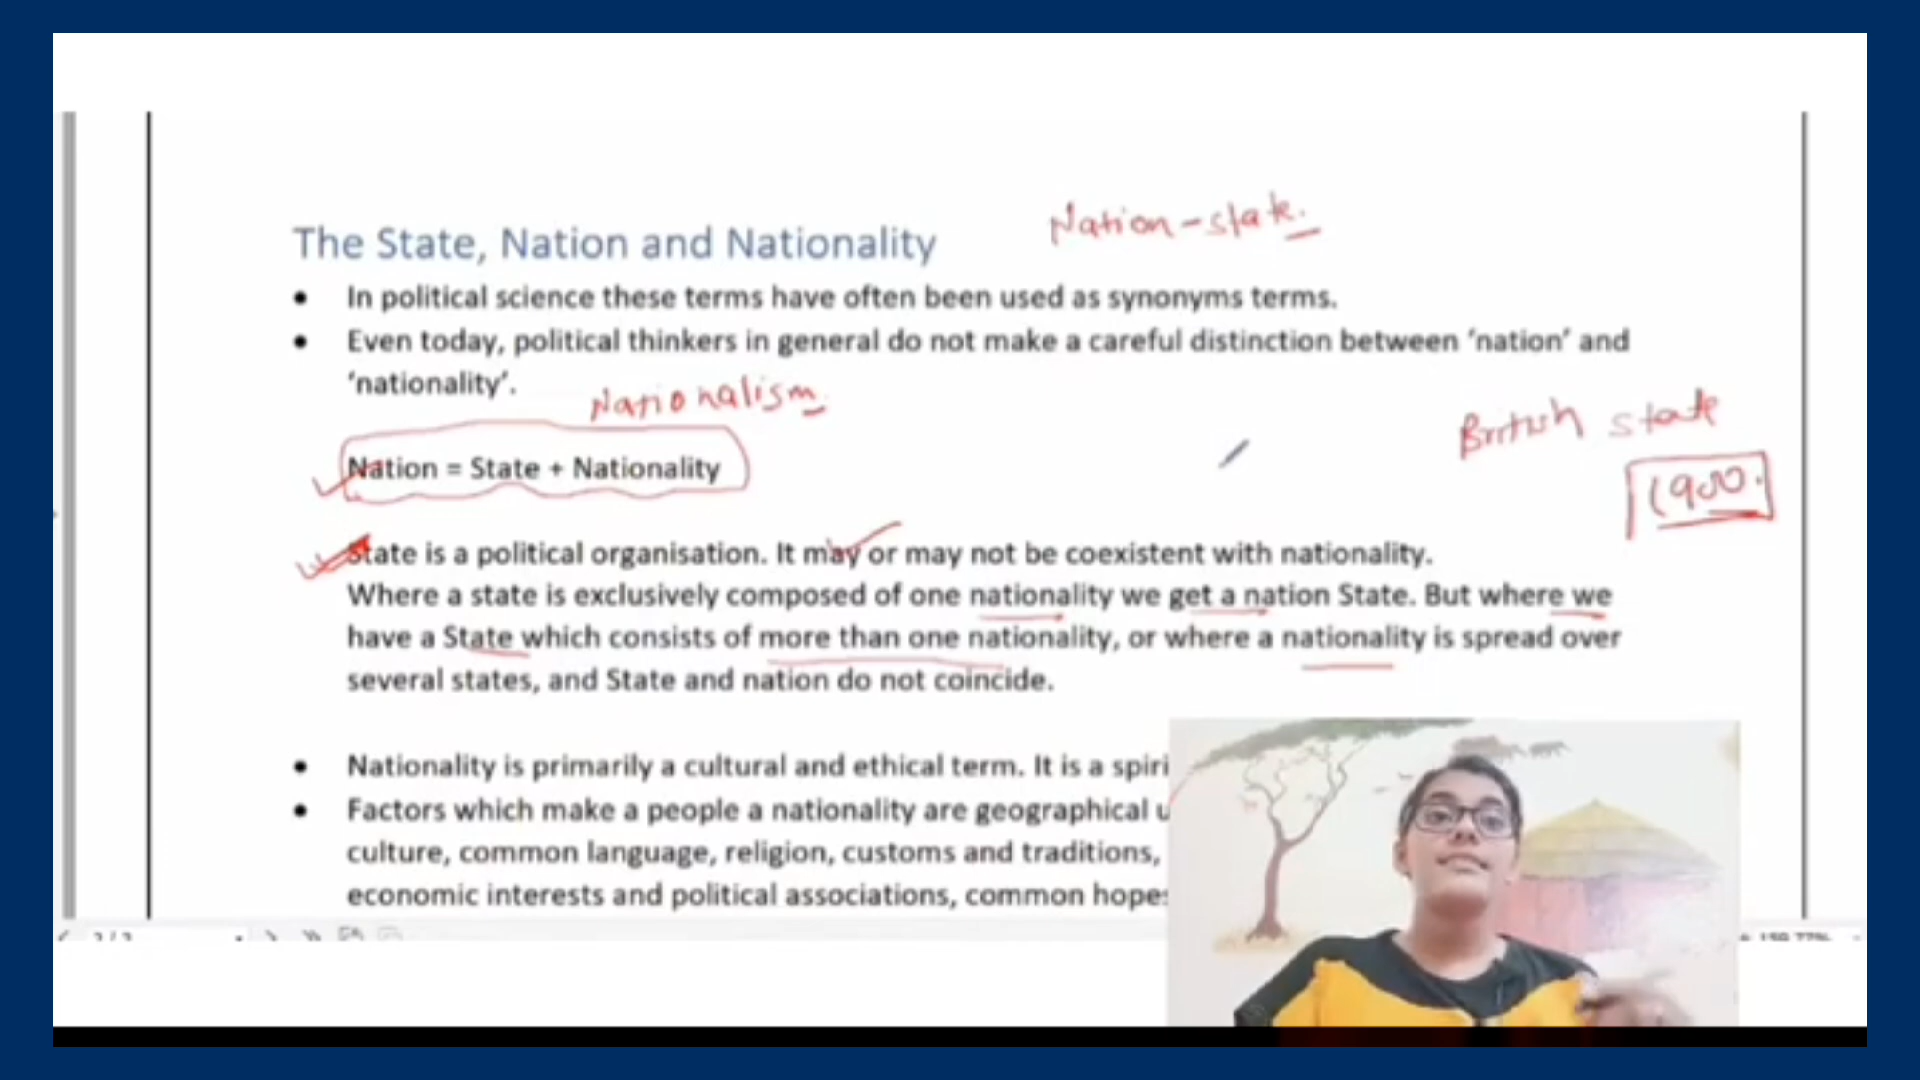 Nation-state.
The State, Nation and Nationality
• In political science these terms have often been used as synonyms terms.
• Even today, political thinkers in general do not make a careful distinction between ‘nation’ and
‘nationality’.
Nationalism
British state
Nation = State + Nationality
1900.
State is a political organisation. It may or may not be coexistent with nationality.
Where a state is exclusively composed of one nationality we get a nation State. But where we
have a State which consists of more than one nationality, or where a nationality is spread over
several states, and State and nation do not coincide.
• Nationality is primarily a cultural and ethical term. It is a spiri
• Factors which make a people a nationality are geographical u
culture, common language, religion, customs and traditions,
economic interests and political associations, common hope